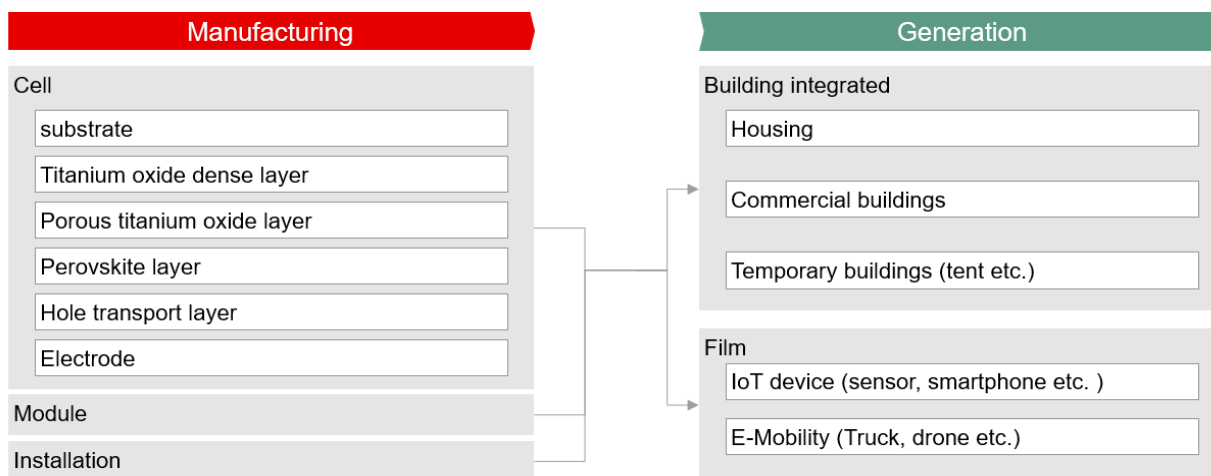 Manufacturing
Cell
substrate
Titanium oxide dense layer
Porous titanium oxide layer
Perovskite layer
Hole transport layer
Electrode
Module
Installation
Generation
Building integrated
Housing
Commercial buildings
Temporary buildings (tent etc.)
Film
IoT device (sensor, smartphone etc. )
E-Mobility (Truck, drone etc.)